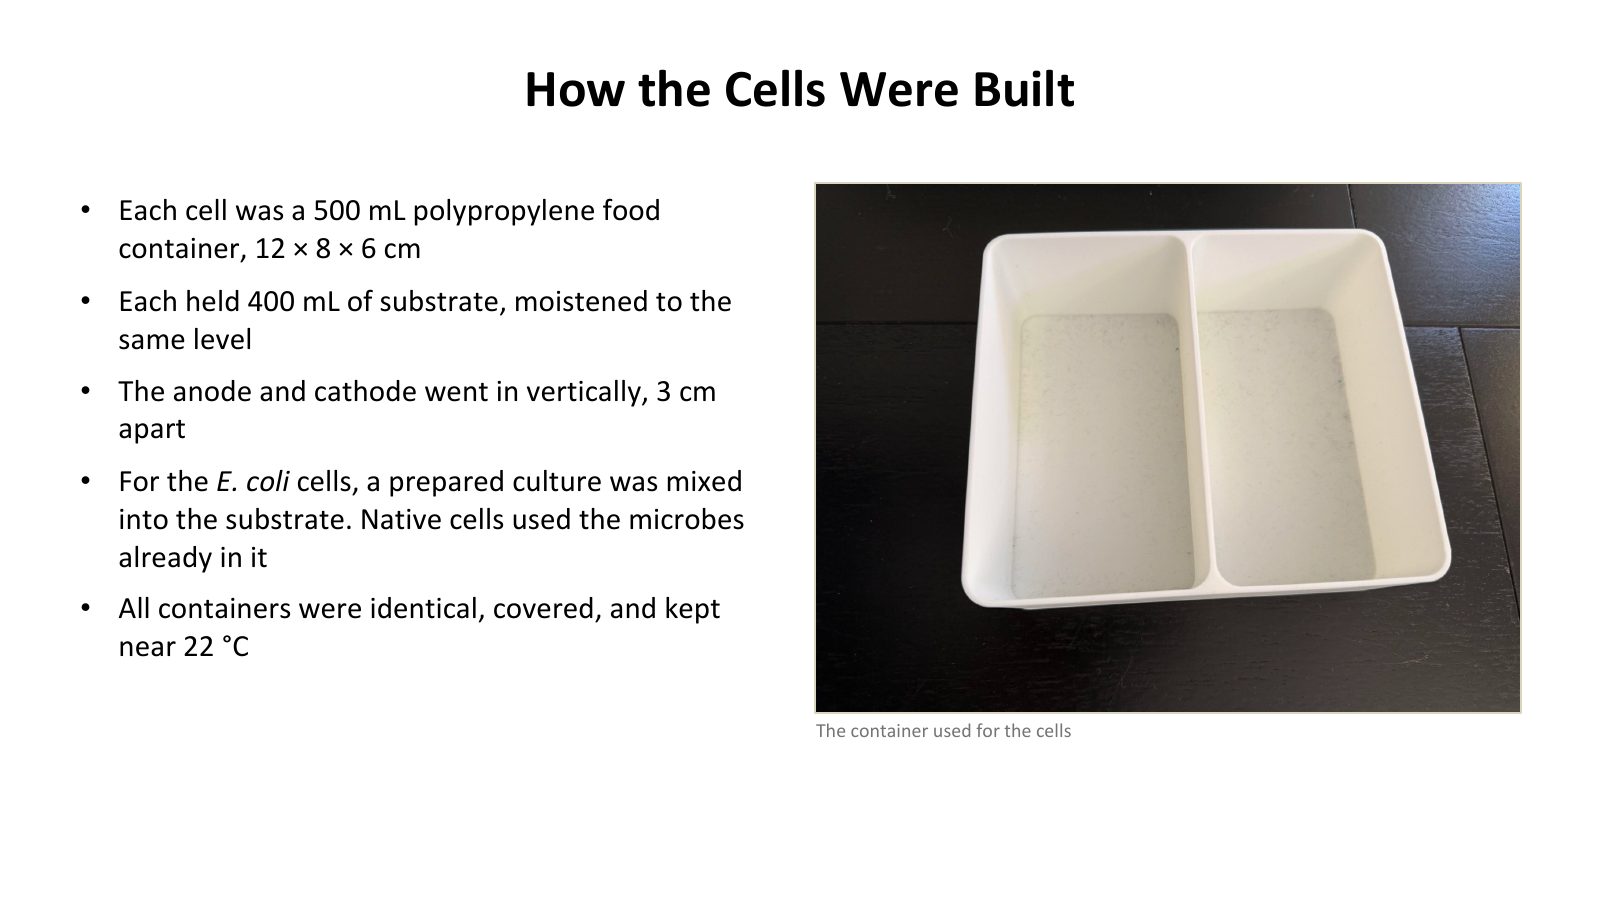 How the Cells Were Built
• Each cell was a 500 mL polypropylene food
container, 12 × 8 × 6 cm
• Each held 400 mL of substrate, moistened to the
same level
• The anode and cathode went in vertically, 3 cm
apart
• For the E. coli cells, a prepared culture was mixed
into the substrate. Native cells used the microbes
already in it
• All containers were identical, covered, and kept
near 22 °C
The container used for the cells